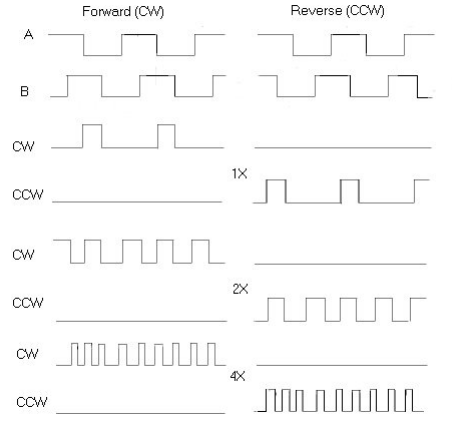 Forward (CW) Reverse (CCW)
A
B
CW
1X
CCW
CW
2X
CCW
CW
4X
CCW